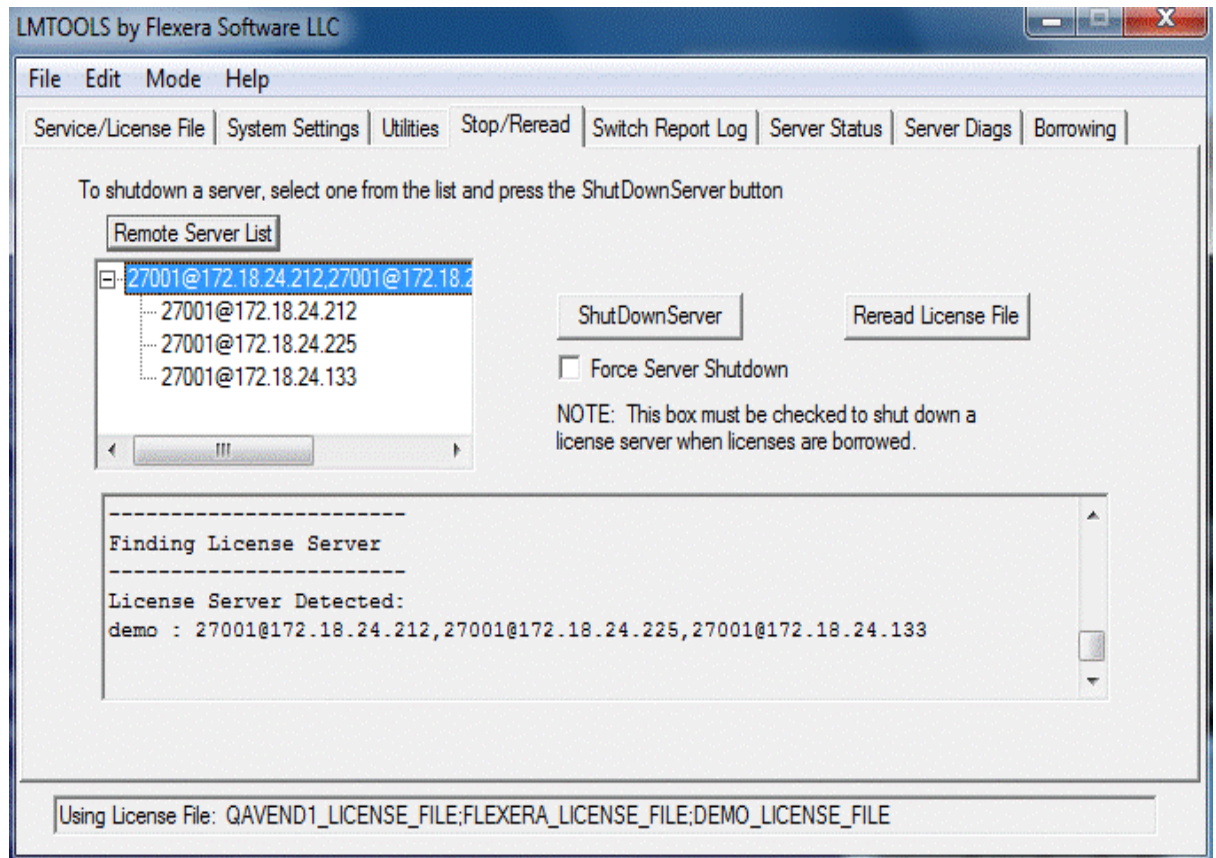 LMTOOLS by Flexera Software LLC
File Edit Mode Help
Service/License File System Settings Utilities Stop/Reread Switch Report Log Server Status Server Diags Borrowing
To shutdown a server, select one from the list and press the ShutDownServer button
Remote Server List
27001@172.18.24.212,27001@172.18.2
27001@172.18.24.212
27001@172.18.24.225
27001@172.18.24.133
ShutDownServer
Reread License File
Force Server Shutdown
NOTE: This box must be checked to shut down a
license server when licenses are borrowed.
------------------------
Finding License Server
------------------------
License Server Detected:
demo : 27001@172.18.24.212,27001@172.18.24.225,27001@172.18.24.133
Using License File: QAVEND1_LICENSE_FILE;FLEXERA_LICENSE_FILE;DEMO_LICENSE_FILE